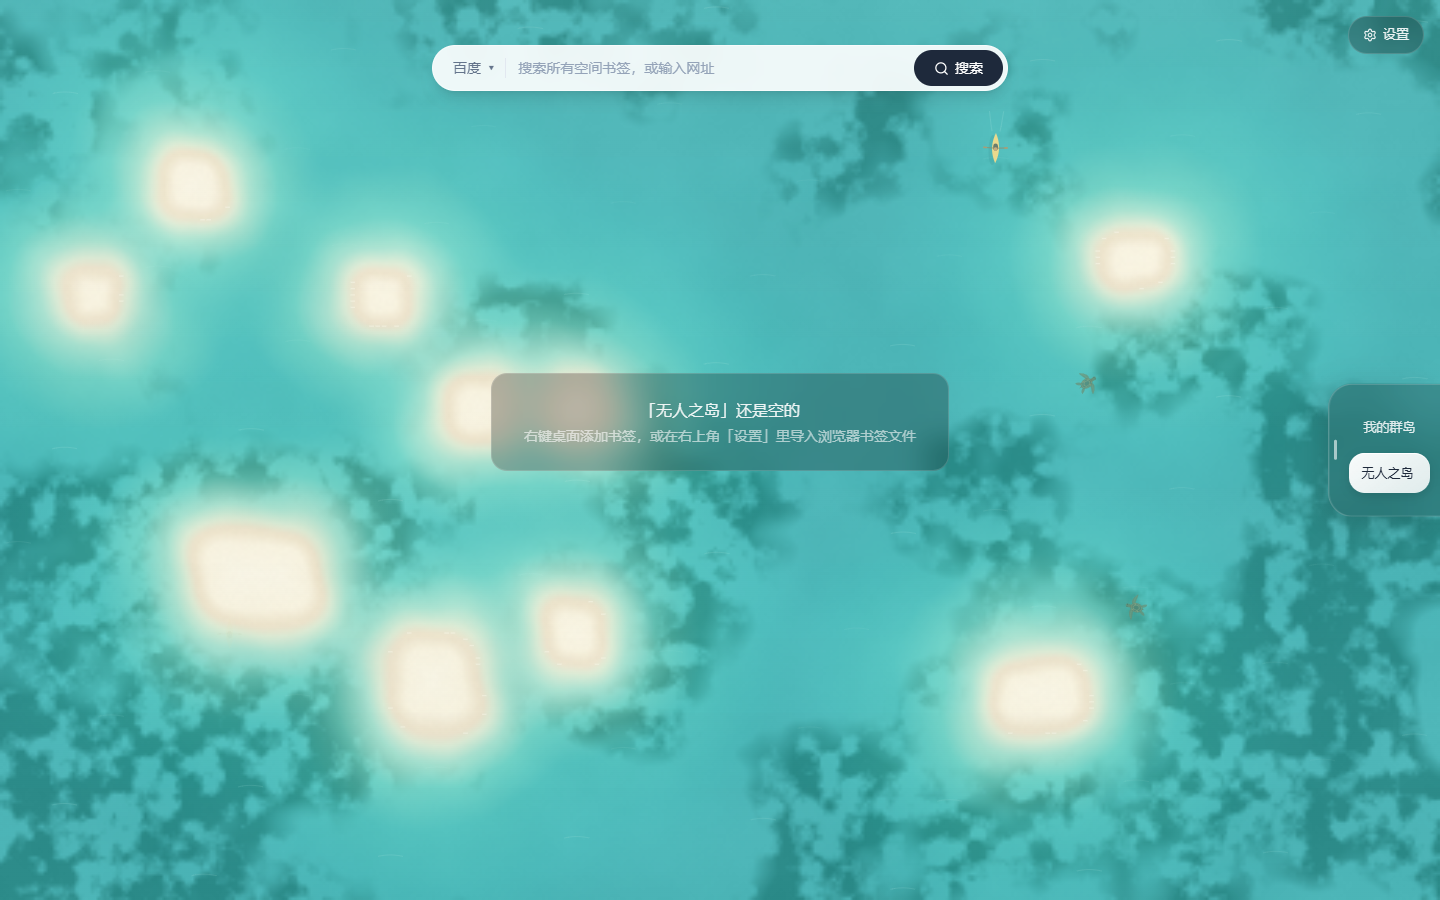 设置
百度 ▾ 搜索所有空间书签，或输入网址 搜索
「无人之岛」还是空的
右键桌面添加书签，或在右上角「设置」里导入浏览器书签文件
我的群岛
无人之岛